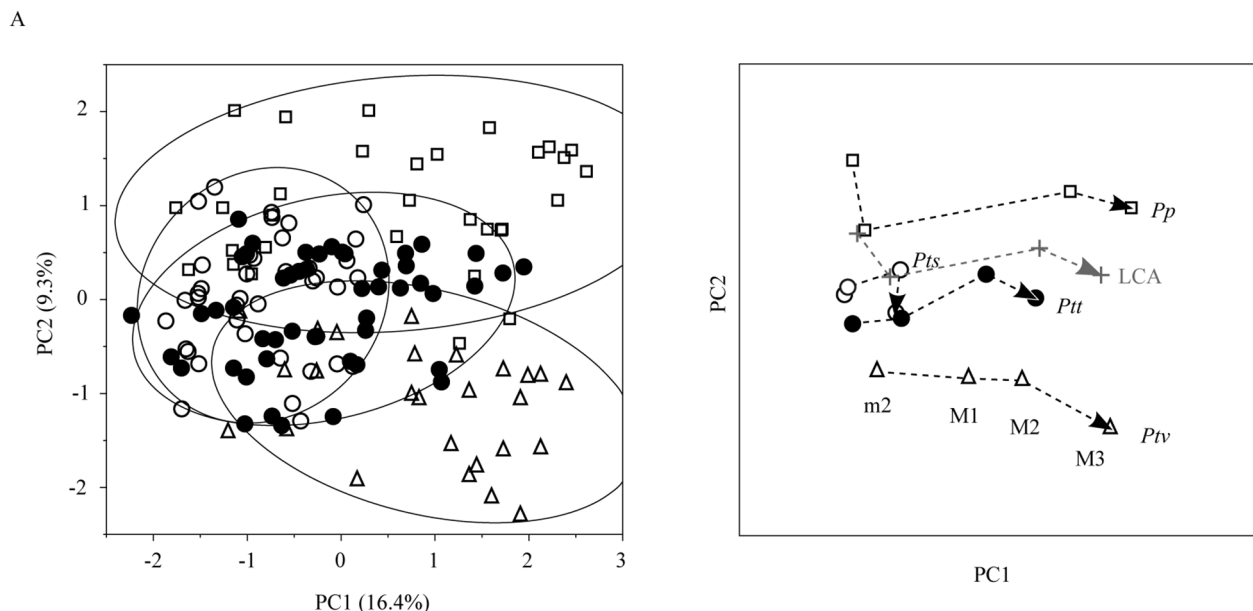 A
2
1
0
-1
-2
PC2 (9.3%)
-2 -1 0 1 2 3
PC1 (16.4%)
PC2
Pp
Pts
LCA
Ptt
m2
M1
M2
Ptv
M3
PC1